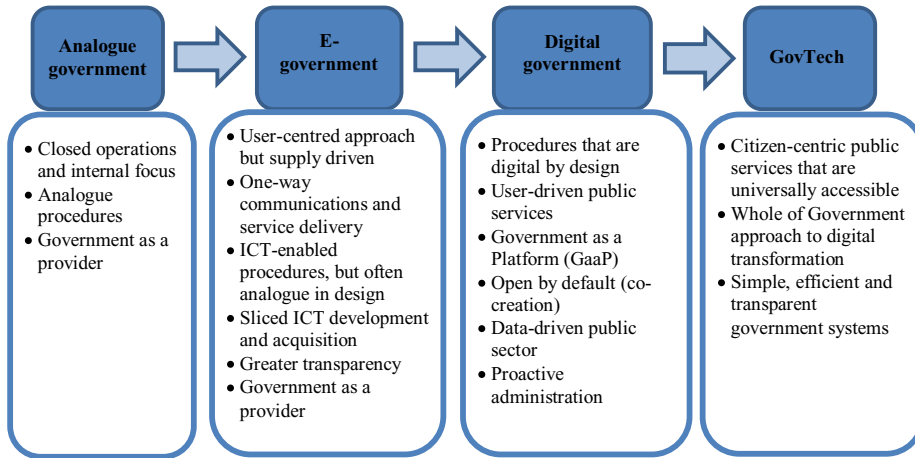 Analogue
government
E-
government
Digital
government
GovTech
• Closed operations
and internal focus
• Analogue
procedures
• Government as a
provider
• User-centred approach
but supply driven
• One-way
communications and
service delivery
• ICT-enabled
procedures, but often
analogue in design
• Sliced ICT development
and acquisition
• Greater transparency
• Government as a
provider
• Procedures that are
digital by design
• User-driven public
services
• Government as a
Platform (GaaP)
• Open by default (co-
creation)
• Data-driven public
sector
• Proactive
administration
• Citizen-centric public
services that are
universally accessible
• Whole of Government
approach to digital
transformation
• Simple, efficient and
transparent
government systems